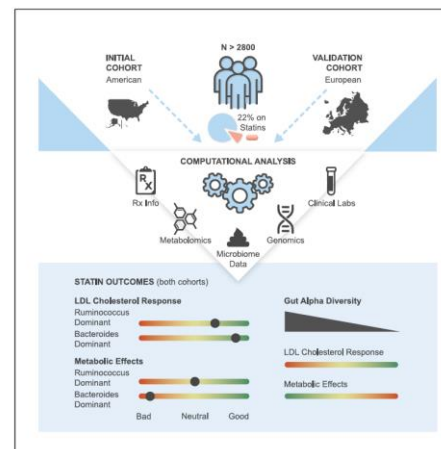 N > 2800
INITIAL
COHORT
American
VALIDATION
COHORT
European
22% on
Statins
COMPUTATIONAL ANALYSIS
Rx
Rx Info
Clinical Labs
Metabolomics
Genomics
Microbiome
Data
STATIN OUTCOMES (both cohorts)
LDL Cholesterol Response
Ruminococcus
Dominant
Bacteroides
Dominant
Metabolic Effects
Ruminococcus
Dominant
Bacteroides
Dominant
Bad Neutral Good
Gut Alpha Diversity
LDL Cholesterol Response
Metabolic Effects